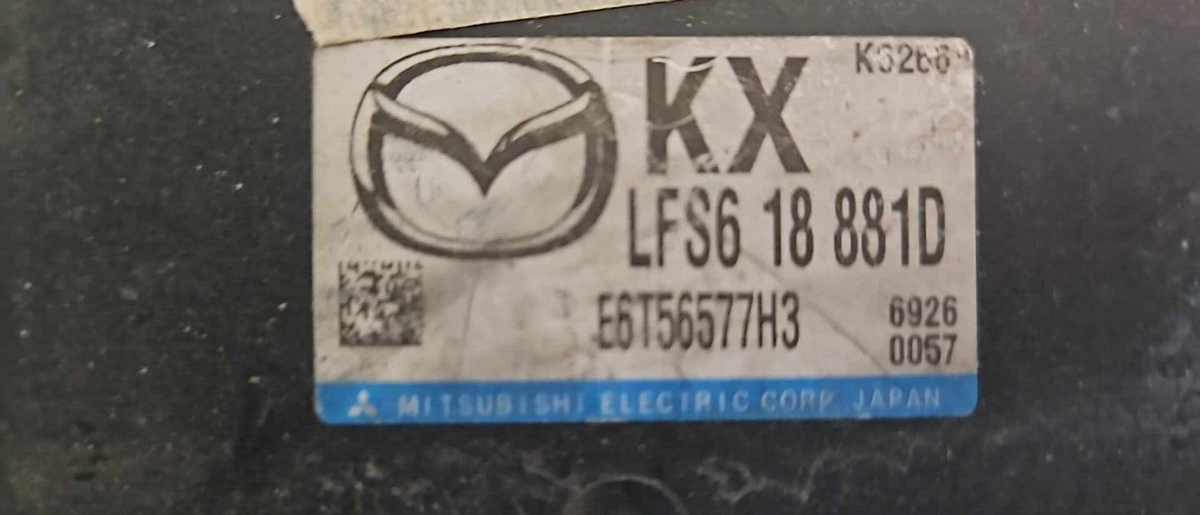 KX
LFS6 18 881D
E6T56577H3
6926
0057
MITSUBISHI ELECTRIC CORP. JAPAN